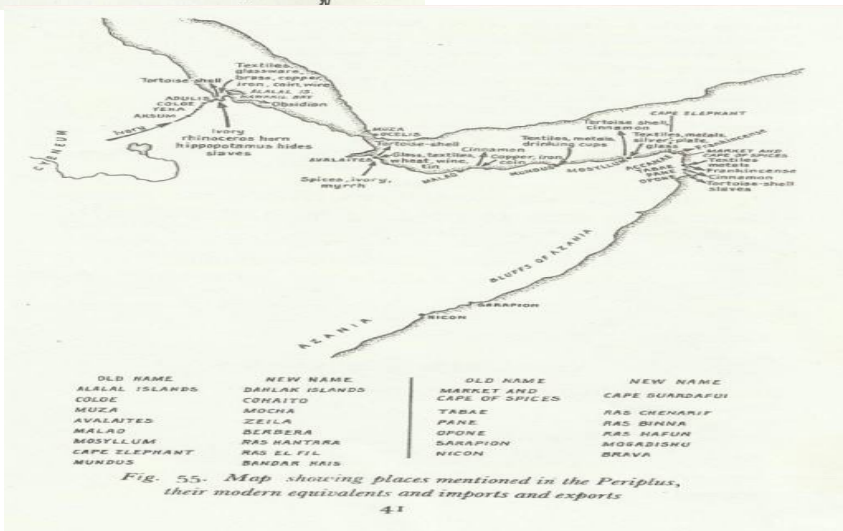 Tortoise-shell
Textiles,
glassware,
brass, copper,
iron, coin, wine
ALALAL IS.
Obsidian
ADULIS
COLOE
AKSUM
Ivory
Ivory
rhinoceros horn
hippopotamus hides
slaves
CYENEUM
MUZA
OCELIS
Tortoise-shell
AVALAITES
Glass, textiles,
wheat, wine,
tin
Spices, ivory,
myrrh
MALAO
Cinnamon
Copper, iron
coin
MUNDUS
Textiles, metals,
drinking cups
MOSYLLUM
Tortoise shell,
cinnamon
CAPE ELEPHANT
Textiles, metals,
silver-plate,
glass
Frankincense
MARKET AND
CAPE OF SPICES
TABAE
PANE
OPONE
Textiles
metals
Frankincense
Cinnamon
Tortoise-shell
slaves
BLUFFS OF AZANIA
SARAPION
NICON
AZANIA
OLD NAME NEW NAME
ALALAL ISLANDS DAHLAK ISLANDS
COLOE COHAITO
MUZA MOCHA
AVALAITES ZEILA
MALAO BERBERA
MOSYLLUM RAS HANTARA
CAPE ELEPHANT RAS EL FIL
MUNDUS BANDAR HAIS
OLD NAME NEW NAME
MARKET AND
CAPE OF SPICES CAPE GUARDAFUI
TABAE RAS CHENARIF
PANE RAS BINNA
OPONE RAS HAFUN
SARAPION MOGADISHU
NICON BRAVA
Fig. 55. Map showing places mentioned in the Periplus,
their modern equivalents and imports and exports
41